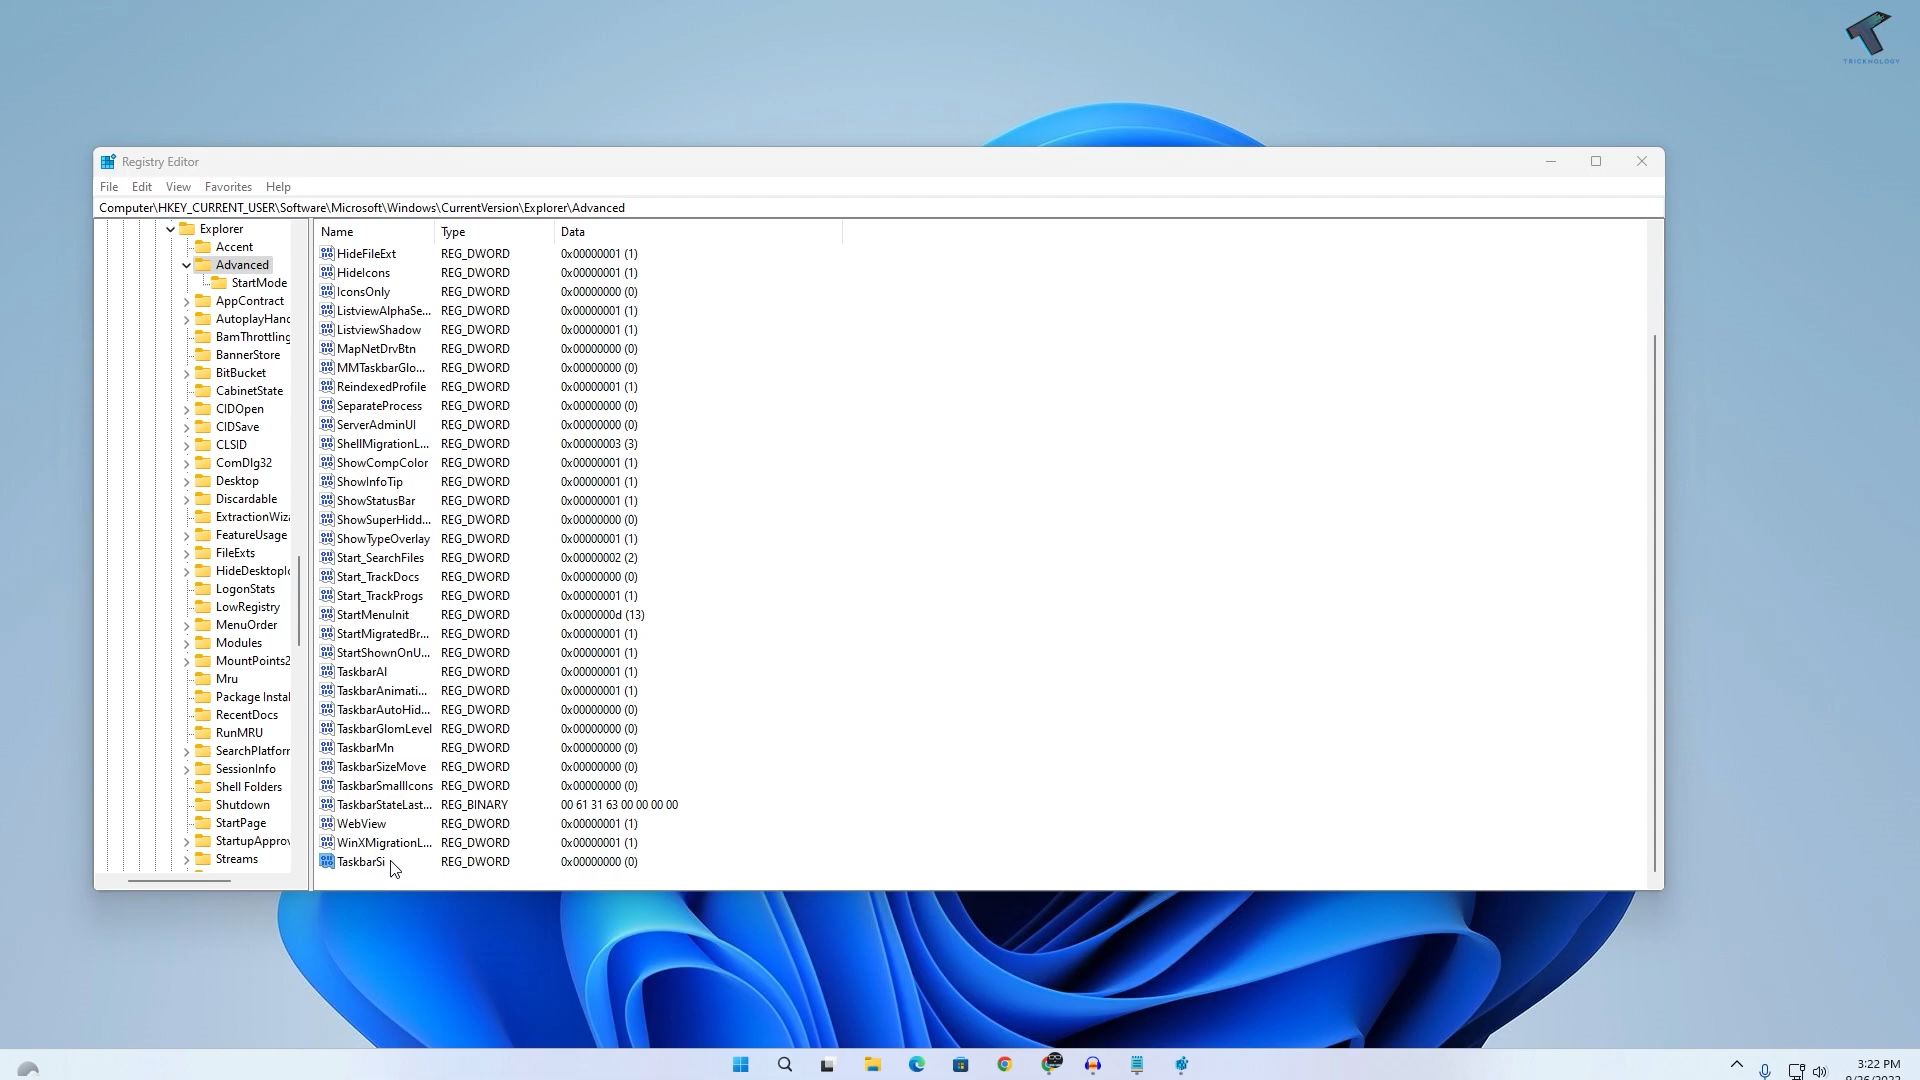 TRICKNOLOGY
Registry Editor
File Edit View Favorites Help
Computer\HKEY_CURRENT_USER\Software\Microsoft\Windows\CurrentVersion\Explorer\Advanced
Explorer
Accent
Advanced
StartMode
AppContract
AutoplayHand
BamThrottling
BannerStore
BitBucket
CabinetState
CIDOpen
CIDSave
CLSID
ComDlg32
Desktop
Discardable
ExtractionWiza
FeatureUsage
FileExts
HideDesktopIc
LogonStats
LowRegistry
MenuOrder
Modules
MountPoints2
Mru
Package Instal
RecentDocs
RunMRU
SearchPlatforr
SessionInfo
Shell Folders
Shutdown
StartPage
StartupApprov
Streams
Name Type Data
HideFileExt REG_DWORD 0x00000001 (1)
HideIcons REG_DWORD 0x00000001 (1)
IconsOnly REG_DWORD 0x00000000 (0)
ListviewAlphaSe... REG_DWORD 0x00000001 (1)
ListviewShadow REG_DWORD 0x00000001 (1)
MapNetDrvBtn REG_DWORD 0x00000000 (0)
MMTaskbarGlo... REG_DWORD 0x00000000 (0)
ReindexedProfile REG_DWORD 0x00000001 (1)
SeparateProcess REG_DWORD 0x00000000 (0)
ServerAdminUI REG_DWORD 0x00000000 (0)
ShellMigrationL... REG_DWORD 0x00000003 (3)
ShowCompColor REG_DWORD 0x00000001 (1)
ShowInfoTip REG_DWORD 0x00000001 (1)
ShowStatusBar REG_DWORD 0x00000001 (1)
ShowSuperHidd... REG_DWORD 0x00000000 (0)
ShowTypeOverlay REG_DWORD 0x00000001 (1)
Start_SearchFiles REG_DWORD 0x00000002 (2)
Start_TrackDocs REG_DWORD 0x00000000 (0)
Start_TrackProgs REG_DWORD 0x00000001 (1)
StartMenuInit REG_DWORD 0x0000000d (13)
StartMigratedBr... REG_DWORD 0x00000001 (1)
StartShownOnU... REG_DWORD 0x00000001 (1)
TaskbarAl REG_DWORD 0x00000001 (1)
TaskbarAnimati... REG_DWORD 0x00000001 (1)
TaskbarAutoHid... REG_DWORD 0x00000000 (0)
TaskbarGlomLevel REG_DWORD 0x00000000 (0)
TaskbarMn REG_DWORD 0x00000000 (0)
TaskbarSizeMove REG_DWORD 0x00000000 (0)
TaskbarSmallIcons REG_DWORD 0x00000000 (0)
TaskbarStateLast... REG_BINARY 00 61 31 63 00 00 00 00
WebView REG_DWORD 0x00000001 (1)
WinXMigrationL... REG_DWORD 0x00000001 (1)
TaskbarSi REG_DWORD 0x00000000 (0)
3:22 PM